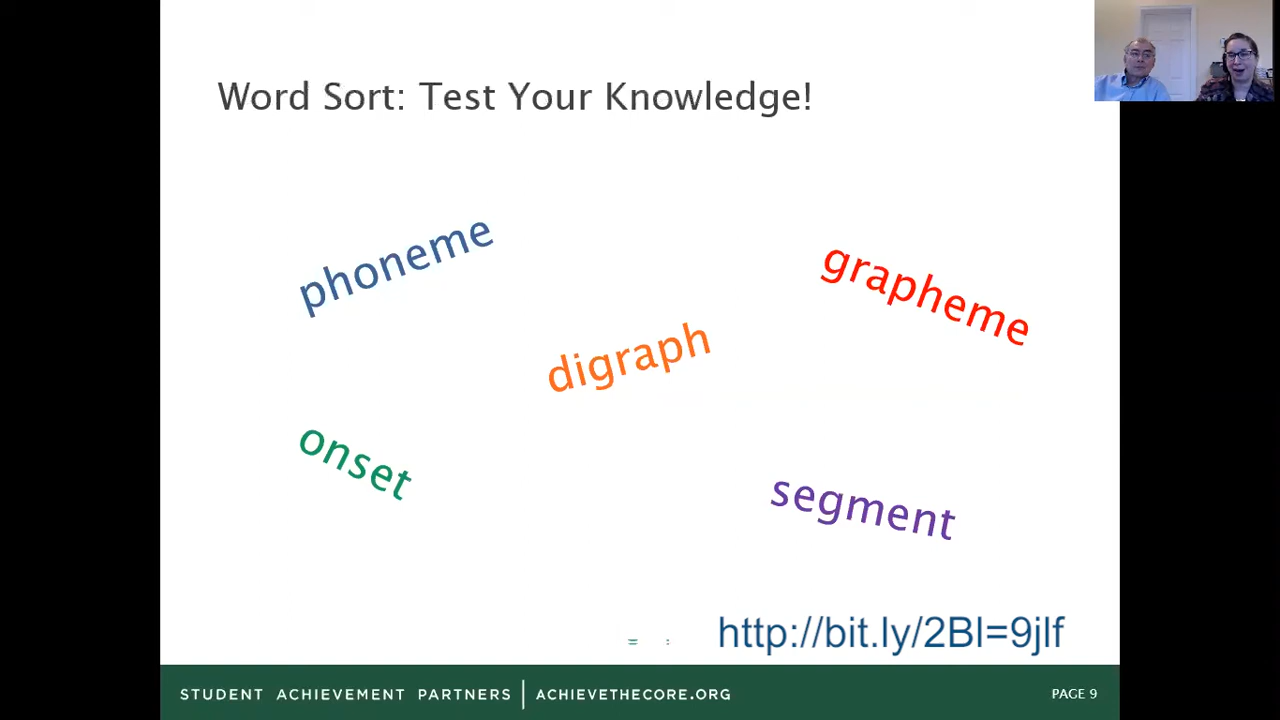 Word Sort: Test Your Knowledge!
phoneme
grapheme
digraph
onset
segment
http://bit.ly/2BI=9jlf
STUDENT ACHIEVEMENT PARTNERS | ACHIEVETHECORE.ORG
PAGE 9